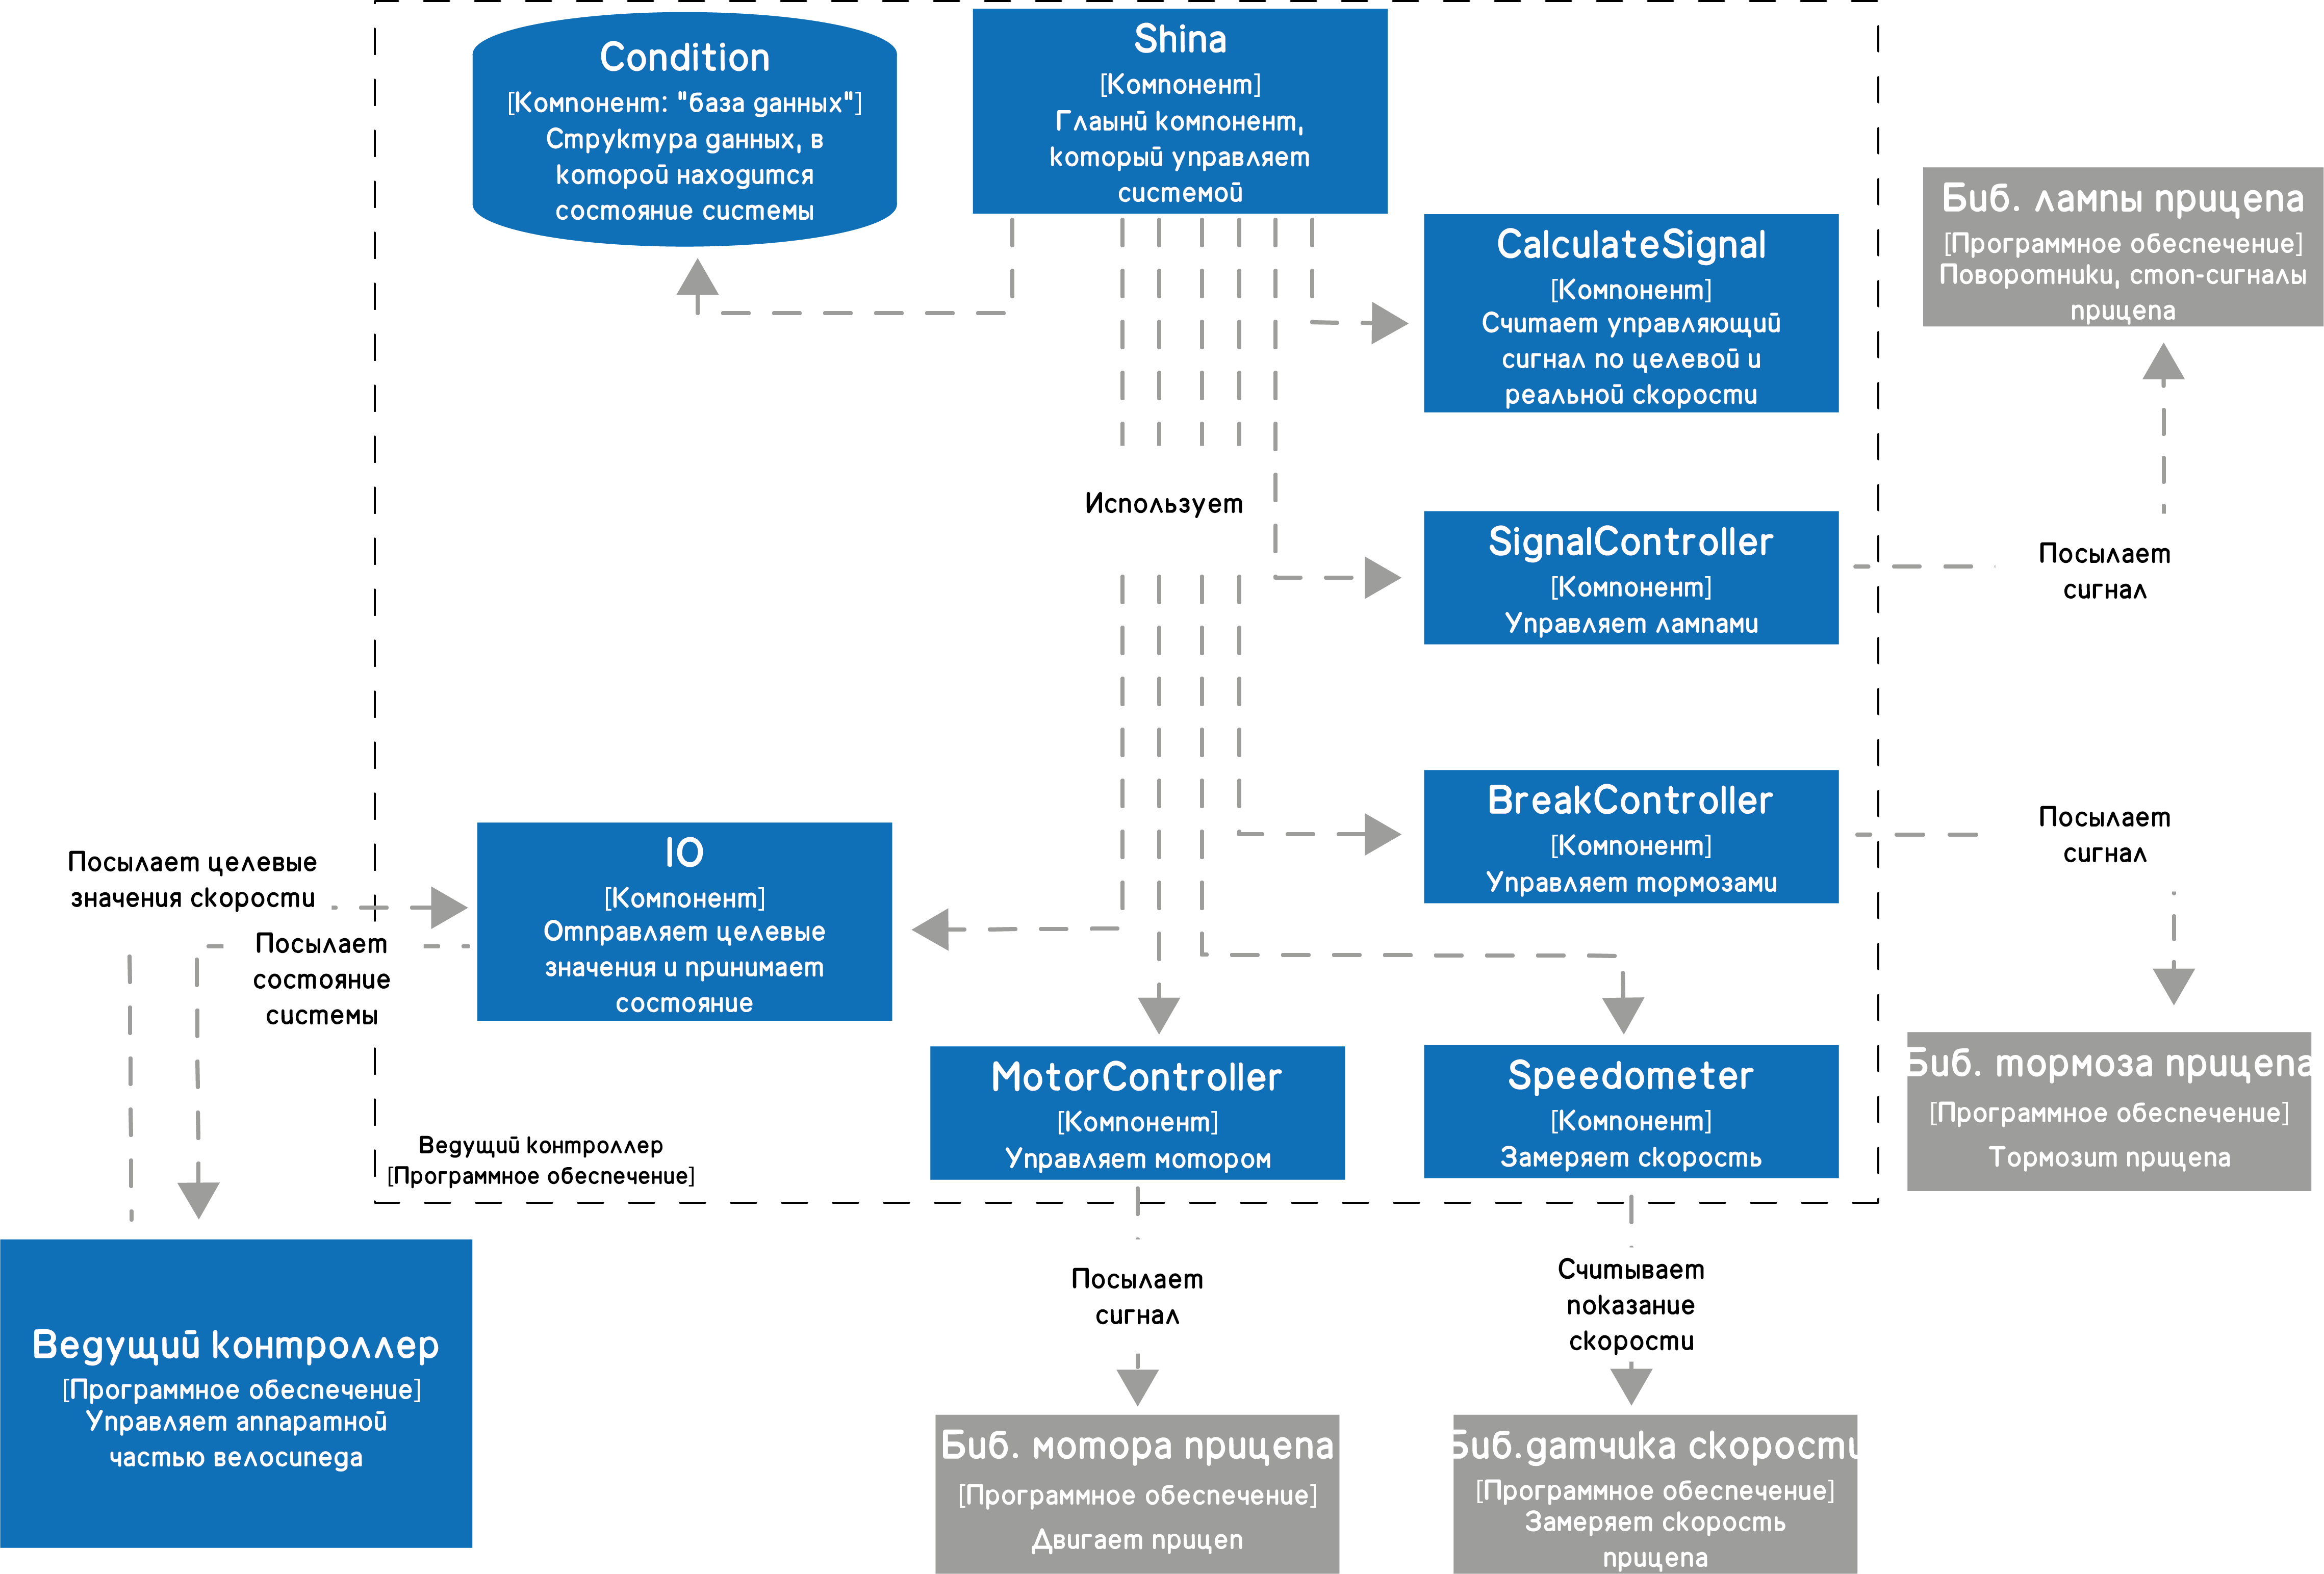 Condition
[Компонент: "база данных"]
Структура данных, в
которой находится
состояние системы
Shina
[Компонент]
Глаынй компонент,
который управляет
системой
CalculateSignal
[Компонент]
Считает управляющий
сигнал по целевой и
реальной скорости
Биб. лампы прицепа
[Программное обеспечение]
Поворотники, стоп-сигналы
прицепа
Использует
SignalController
[Компонент]
Управляет лампами
Посылает
сигнал
BreakController
[Компонент]
Управляет тормозами
Посылает
сигнал
Посылает целевые
значения скорости
Посылает
состояние
системы
IO
[Компонент]
Отправляет целевые
значения и принимает
состояние
MotorController
[Компонент]
Управляет мотором
Speedometer
[Компонент]
Замеряет скорость
Биб. тормоза прицепа
[Программное обеспечение]
Тормозит прицепа
Ведущий контроллер
[Программное обеспечение]
Посылает
сигнал
Считывает
показание
скорости
Ведущий контроллер
[Программное обеспечение]
Управляет аппаратной
частью велосипеда
Биб. мотора прицепа
[Программное обеспечение]
Двигает прицеп
Биб.датчика скорости
[Программное обеспечение]
Замеряет скорость
прицепа